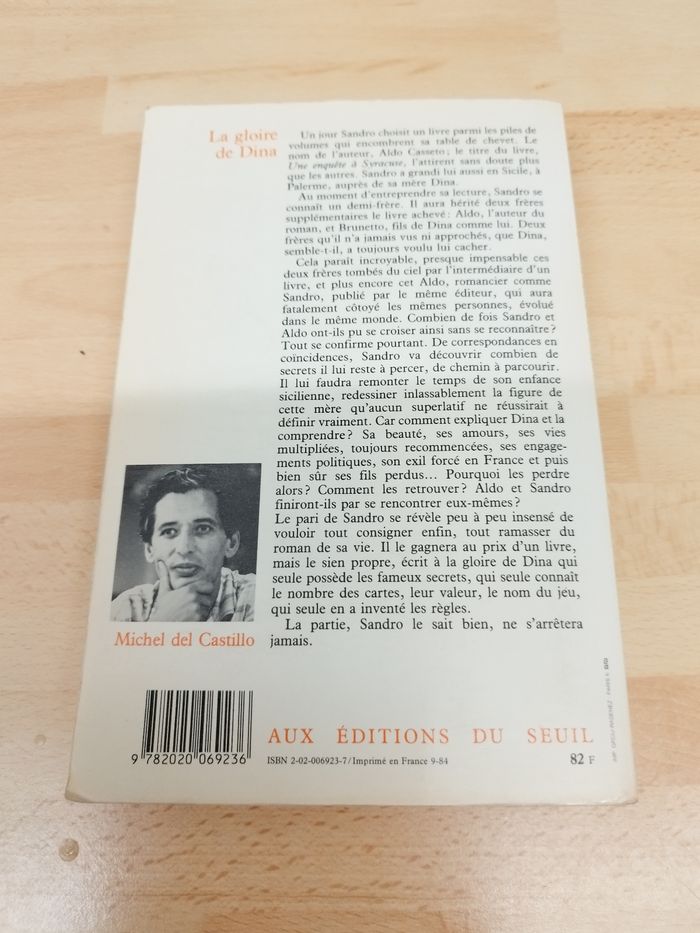 La gloire
de Dina
Un jour Sandro choisit un livre parmi les piles de
volumes qui encombrent sa table de chevet. Le
nom de l'auteur, Aldo Casseto; le titre du livre,
Une enquête à Syracuse, l'attirent sans doute plus
que les autres. Sandro a grandi lui aussi en Sicile, à
Palerme, auprès de sa mère Dina.
Au moment d'entreprendre sa lecture, Sandro se
connaît un demi-frère. Il aura hérité deux frères
supplémentaires le livre achevé: Aldo, l'auteur du
roman, et Brunetto, fils de Dina comme lui. Deux
frères qu'il n'a jamais vus ni approchés, que Dina,
semble-t-il, a toujours voulu lui cacher.
Cela paraît incroyable, presque impensable ces
deux frères tombés du ciel par l'intermédiaire d'un
livre, et plus encore cet Aldo, romancier comme
Sandro, publié par le même éditeur, qui aura
fatalement côtoyé les mêmes personnes, évolué
dans le même monde. Combien de fois Sandro et
Aldo ont-ils pu se croiser ainsi sans se reconnaître?
Tout se confirme pourtant. De correspondances en
coïncidences, Sandro va découvrir combien de
secrets il lui reste à percer, de chemin à parcourir.
Il lui faudra remonter le temps de son enfance
sicilienne, redessiner inlassablement la figure de
cette mère qu'aucun superlatif ne réussirait à
définir vraiment. Car comment expliquer Dina et la
comprendre? Sa beauté, ses amours, ses vies
multipliées, toujours recommencées, ses engage-
ments politiques, son exil forcé en France et puis
bien sûr ses fils perdus... Pourquoi les perdre
alors? Comment les retrouver? Aldo et Sandro
finiront-ils par se rencontrer eux-mêmes?
Le pari de Sandro se révèle peu à peu insensé de
vouloir tout consigner enfin, tout ramasser du
roman de sa vie. Il le gagnera au prix d'un livre,
mais le sien propre, écrit à la gloire de Dina qui
seule possède les fameux secrets, qui seule connaît
le nombre des cartes, leur valeur, le nom du jeu,
qui seule en a inventé les règles.
La partie, Sandro le sait bien, ne s'arrêtera
jamais.
Michel del Castillo
9 782020 069236
AUX ÉDITIONS DU SEUIL
ISBN 2-02-006923-7/Imprimé en France 9-84
82 F